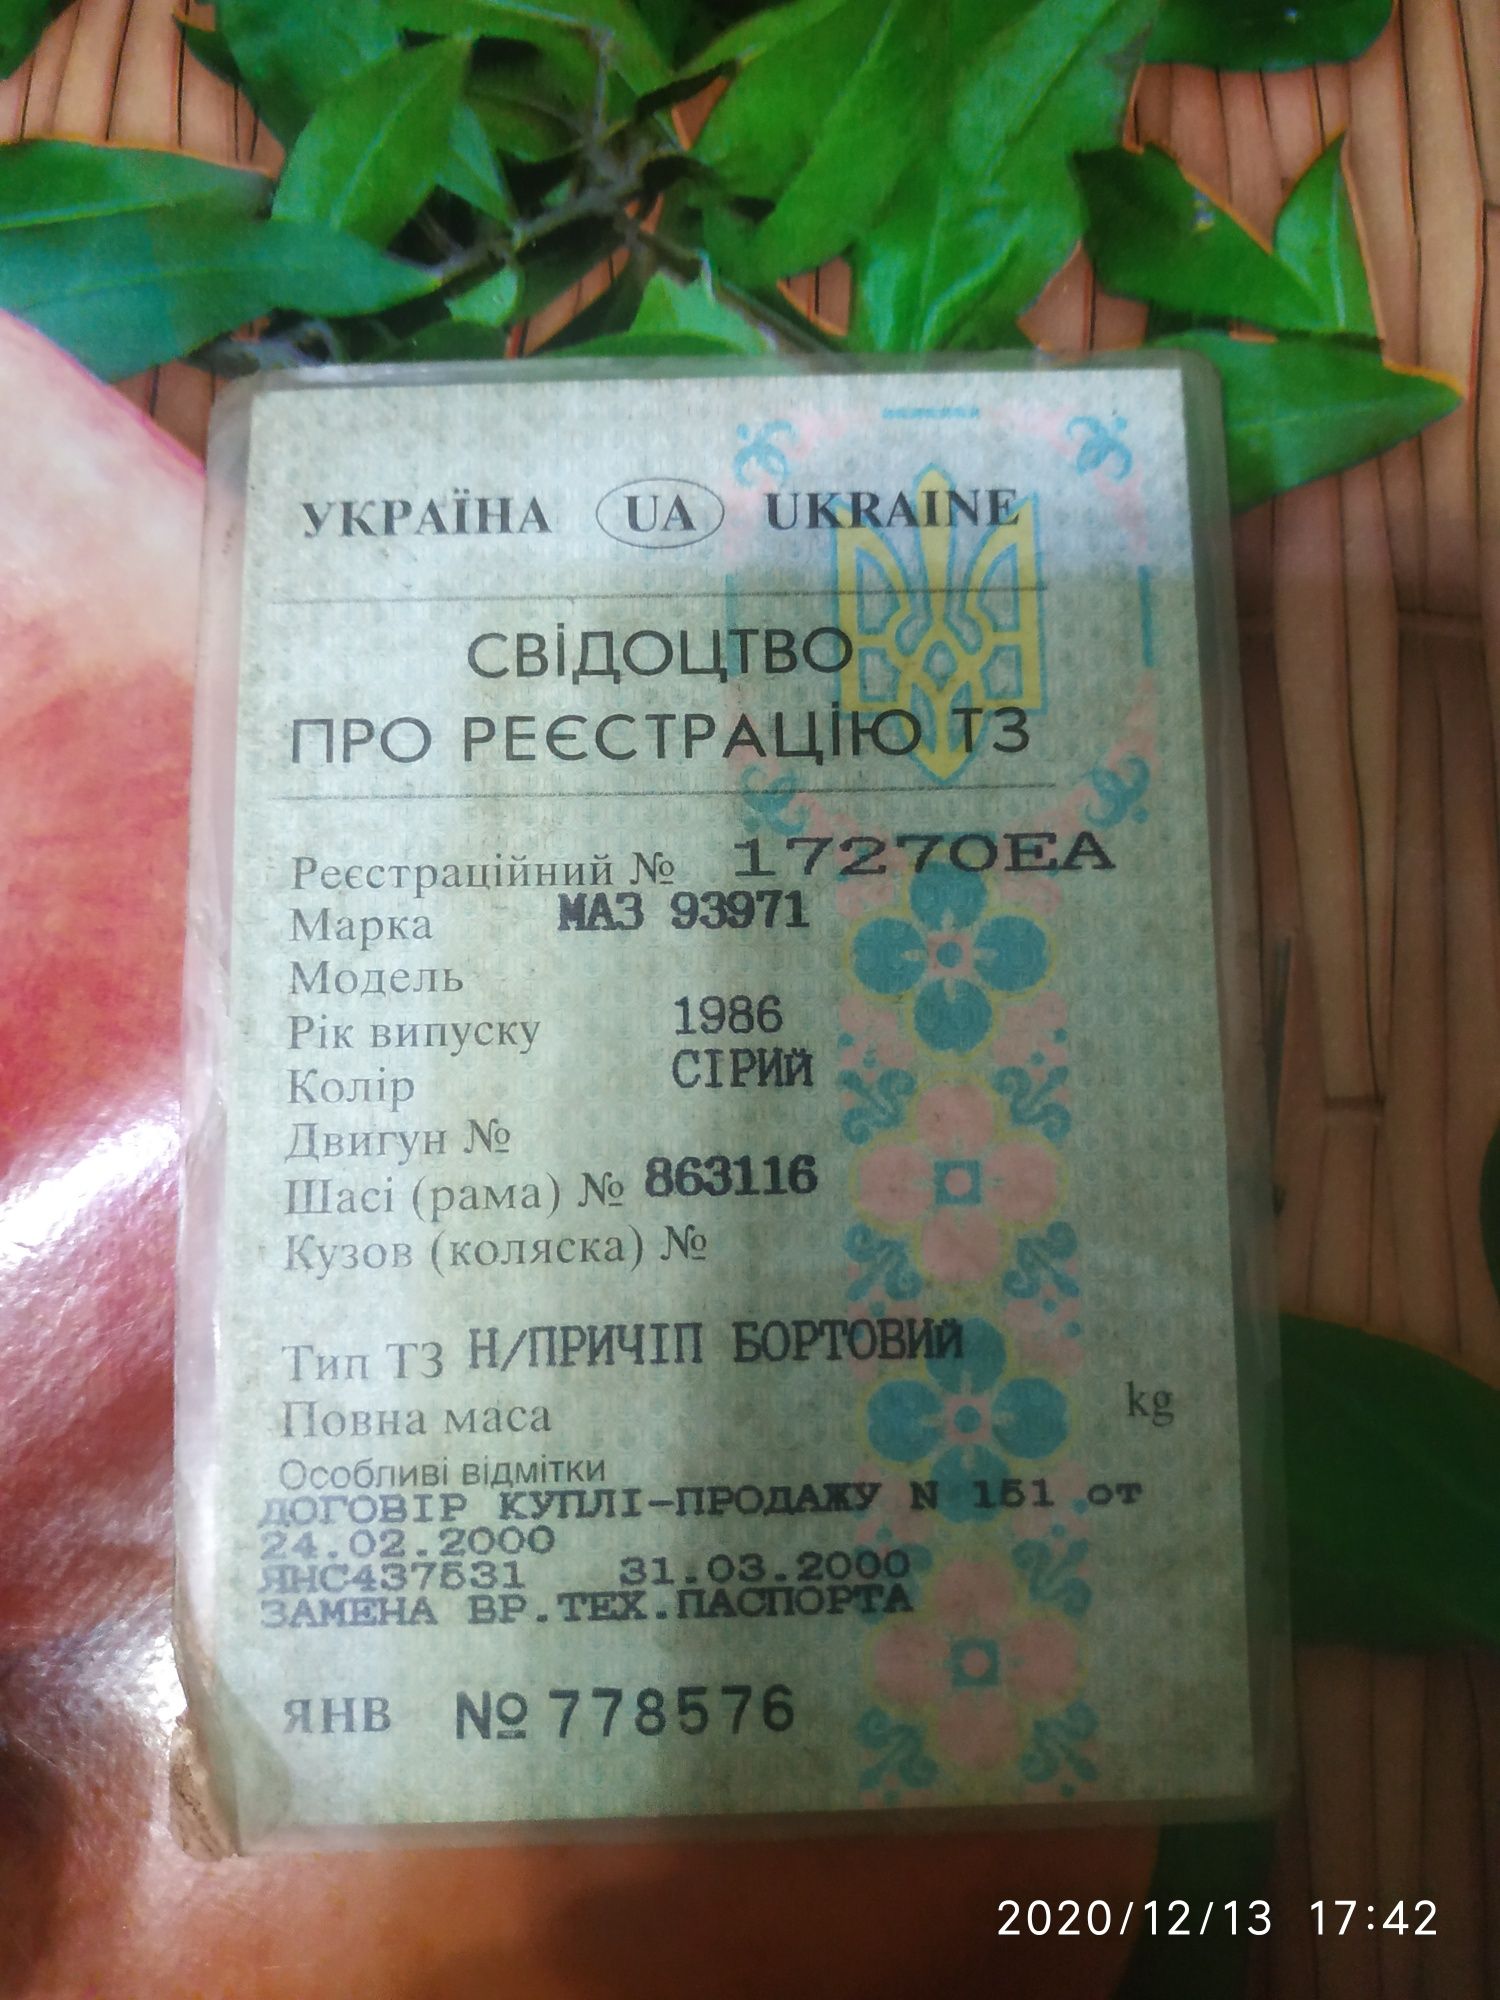 УКРАЇНА UA UKRAINE
СВІДОЦТВО
ПРО РЕЄСТРАЦІЮ ТЗ
Реєстраційний № 17270ЕА
Марка МАЗ 93971
Модель
Рік випуску 1986
Колір СІРИЙ
Двигун №
Шасі (рама) № 863116
Кузов (коляска) №
Тип ТЗ Н/ПРИЧІП БОРТОВИЙ
Повна маса kg
Особливі відмітки
ДОГОВІР КУПЛІ-ПРОДАЖУ N 151 от
24.02.2000
ЯНС437531 31.03.2000
ЗАМЕНА ВР.ТЕХ.ПАСПОРТА
ЯНВ № 778576
2020/12/13 17:42